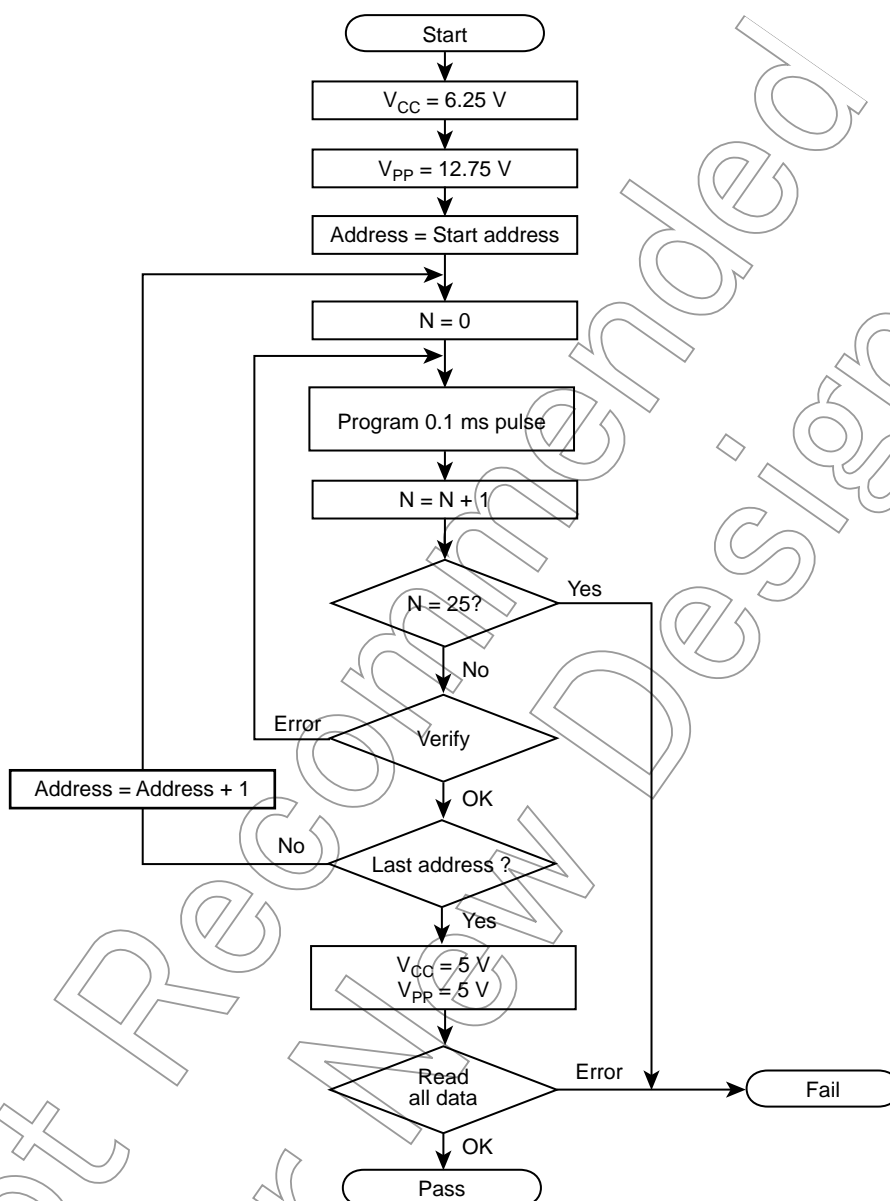 Start
V_CC = 6.25 V
V_PP = 12.75 V
Address = Start address
N = 0
Program 0.1 ms pulse
N = N + 1
N = 25?
Yes
No
Error
Verify
Address = Address + 1
OK
No
Last address ?
Yes
V_CC = 5 V
V_PP = 5 V
Read
all data
Error
Fail
OK
Pass
Recommended
New Design